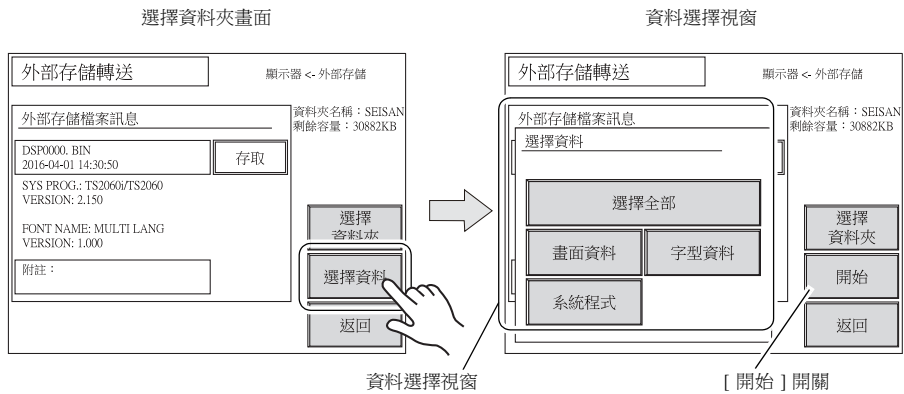 選擇資料夾畫面
外部存儲轉送
顯示器 <- 外部存儲
外部存儲檔案訊息
資料夾名稱：SEISAN
剩餘容量：30882KB
DSP0000. BIN
2016-04-01 14:30:50
存取
SYS PROG.: TS2060i/TS2060
VERSION: 2.150
FONT NAME: MULTI LANG
VERSION: 1.000
附註：
選擇
資料夾
選擇資料
返回
資料選擇視窗
外部存儲轉送
顯示器 <- 外部存儲
外部存儲檔案訊息
資料夾名稱：SEISAN
剩餘容量：30882KB
選擇資料
選擇全部
畫面資料
字型資料
系統程式
選擇
資料夾
開始
返回
資料選擇視窗
[ 開始 ] 開關